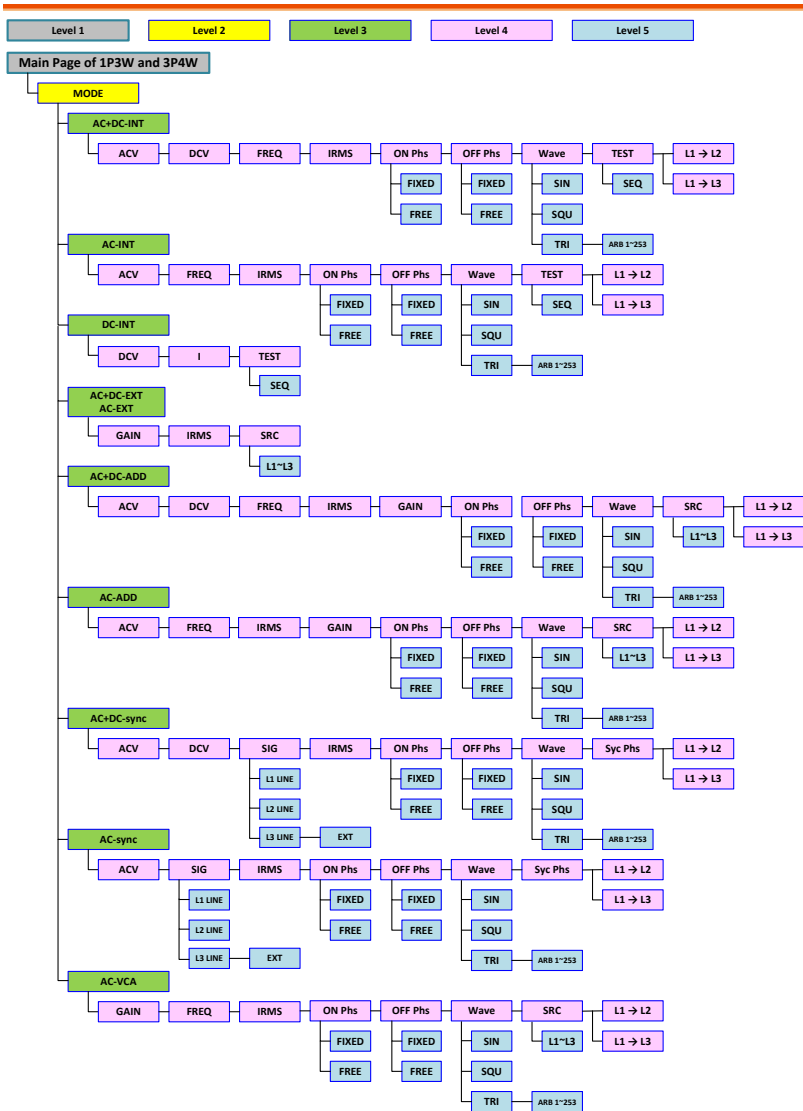 Level 1 Level 2 Level 3 Level 4 Level 5
Main Page of 1P3W and 3P4W
MODE
AC+DC-INT
ACV DCV FREQ IRMS ON Phs OFF Phs Wave TEST L1 → L2
FIXED FIXED SIN SEQ L1 → L3
FREE FREE SQU
TRI ARB 1~253
AC-INT
ACV FREQ IRMS ON Phs OFF Phs Wave TEST L1 → L2
FIXED FIXED SIN SEQ L1 → L3
FREE FREE SQU
TRI ARB 1~253
DC-INT
DCV I TEST
SEQ
AC+DC-EXT
AC-EXT
GAIN IRMS SRC
L1~L3
AC+DC-ADD
ACV DCV FREQ IRMS GAIN ON Phs OFF Phs Wave SRC L1 → L2
FIXED FIXED SIN L1~L3 L1 → L3
FREE FREE SQU
TRI ARB 1~253
AC-ADD
ACV FREQ IRMS GAIN ON Phs OFF Phs Wave SRC L1 → L2
FIXED FIXED SIN L1~L3 L1 → L3
FREE FREE SQU
TRI ARB 1~253
AC+DC-sync
ACV DCV SIG IRMS ON Phs OFF Phs Wave Syc Phs L1 → L2
L1 LINE FIXED FIXED SIN L1 → L3
L2 LINE FREE FREE SQU
L3 LINE EXT TRI ARB 1~253
AC-sync
ACV SIG IRMS ON Phs OFF Phs Wave Syc Phs L1 → L2
L1 LINE FIXED FIXED SIN L1 → L3
L2 LINE FREE FREE SQU
L3 LINE EXT TRI ARB 1~253
AC-VCA
GAIN FREQ IRMS ON Phs OFF Phs Wave SRC L1 → L2
FIXED FIXED SIN L1~L3 L1 → L3
FREE FREE SQU
TRI ARB 1~253